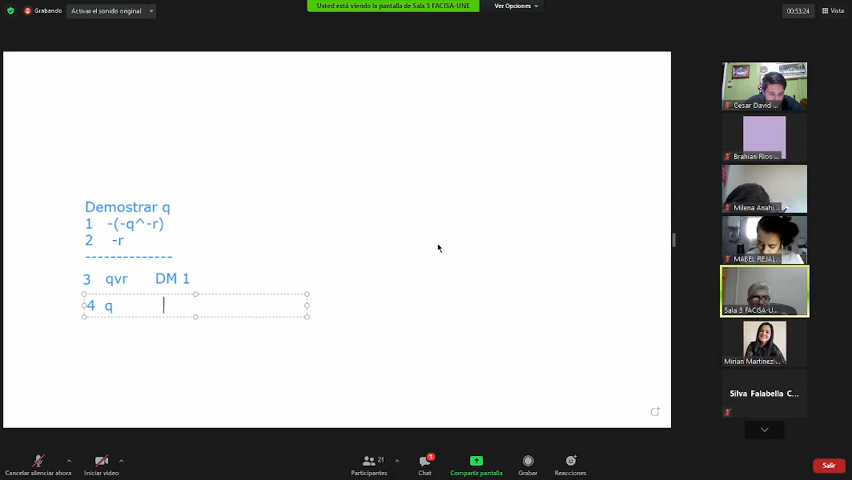 Grabando
Activar el sonido original
Usted está viendo la pantalla de Sala 5 FACISA-UNE
Ver Opciones
00:53:24
Vista
Demostrar q
1 -(-q^-r)
2 -r
--------------
3 qvr DM 1
4 q
Cesar David ...
Brahian Rios ...
Milena Anahi...
MABEL REJAL...
Sala 5 FACISA-U...
Mirian Martinez ...
Silva Falabella C...
Cancelar silenciar ahora
Iniciar video
21
Participantes
1
Chat
Compartir pantalla
Grabar
Reacciones
Salir